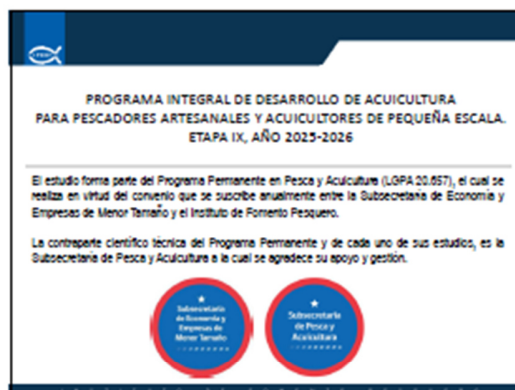 PROGRAMA INTEGRAL DE DESARROLLO DE ACUICULTURA
PARA PESCADORES ARTESANALES Y ACUICULTORES DE PEQUEÑA ESCALA.
ETAPA IX, AÑO 2025-2026
El estudio forma parte del Programa Permanente en Pesca y Acuicultura (LGPA 20.657), el cual se
realiza en virtud del convenio que se suscribe anualmente entre la Subsecretaría de Economía y
Empresas de Menor Tamaño y el Instituto de Fomento Pesquero.
La contraparte científico técnica del Programa Permanente y de cada uno de sus estudios, es la
Subsecretaría de Pesca y Acuicultura a la cual se agradece su apoyo y gestión.
Subsecretaría
de Economía y
Empresas de
Menor Tamaño
Subsecretaría
de Pesca y
Acuicultura